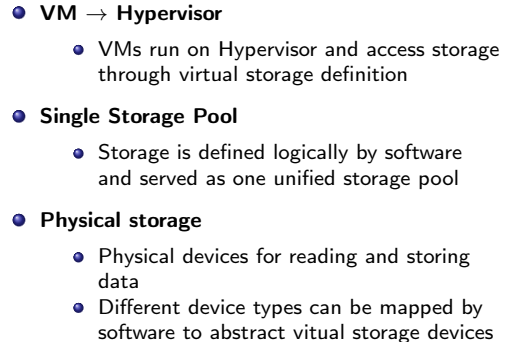 VM → Hypervisor
VMs run on Hypervisor and access storage
through virtual storage definition
Single Storage Pool
Storage is defined logically by software
and served as one unified storage pool
Physical storage
Physical devices for reading and storing
data
Different device types can be mapped by
software to abstract vitual storage devices